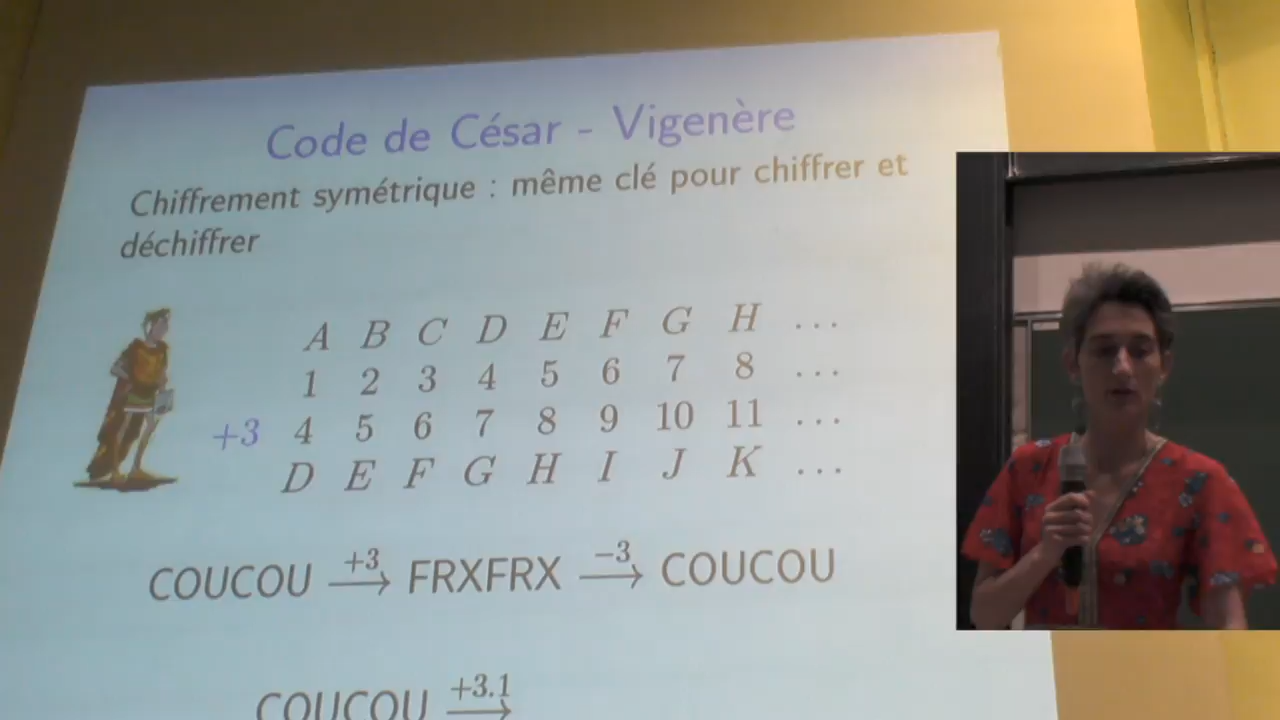 Code de César - Vigenère
Chiffrement symétrique : même clé pour chiffrer et
déchiffrer
A B C D E F G H ...
1 2 3 4 5 6 7 8 ...
+3 4 5 6 7 8 9 10 11 ...
D E F G H I J K ...
COUCOU +3→ FRXFRX −3→ COUCOU
COUCOU +3.1→